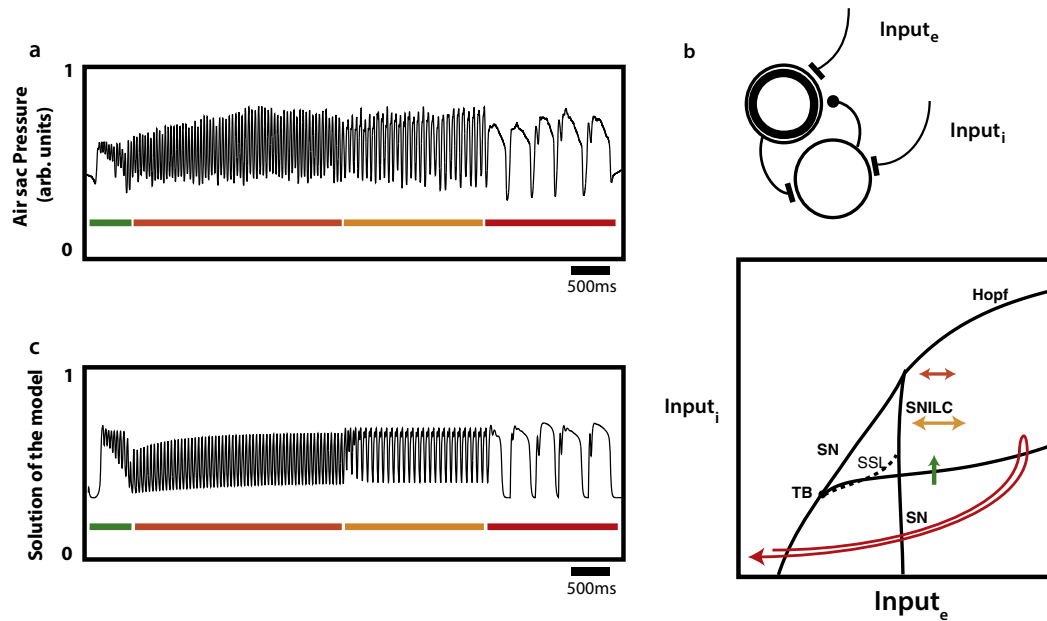 a
1
Air sac Pressure
(arb. units)
0
500ms
b
Input_e
Input_i
c
1
Solution of the model
0
500ms
Hopf
Input_i
SNILC
SN
SSL
TB
SN
Input_e